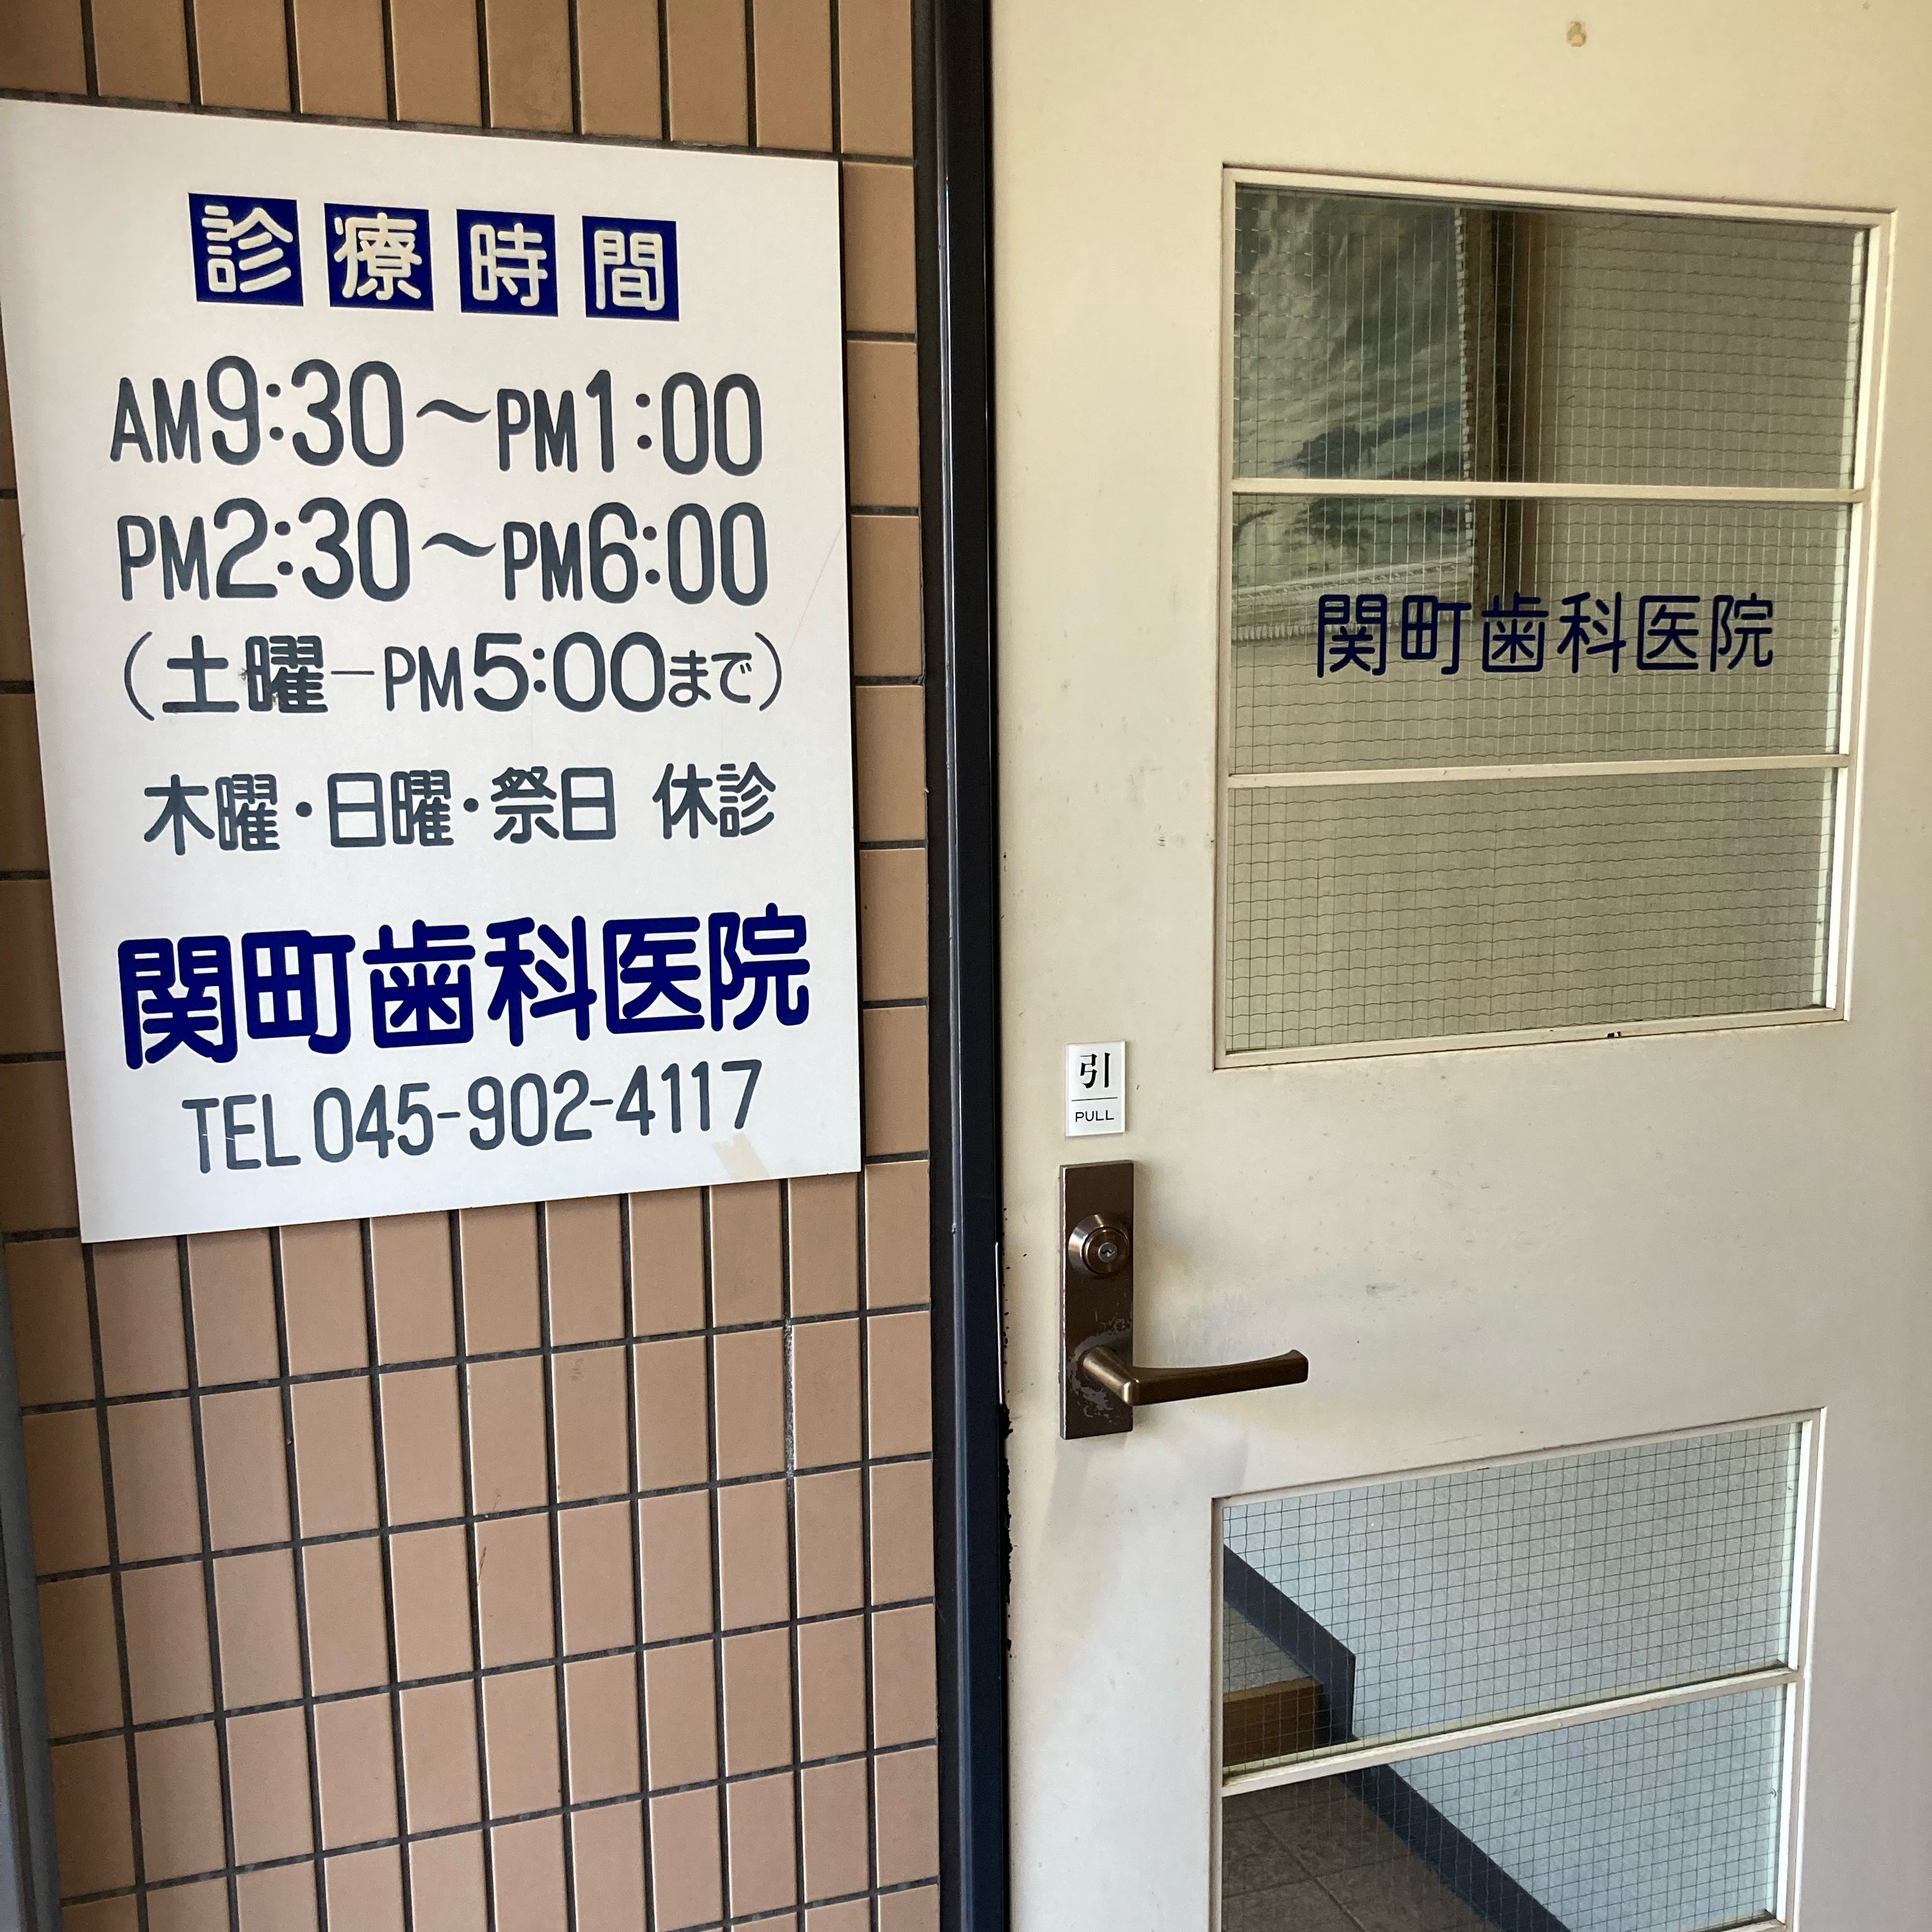 診療時間
AM9:30〜PM1:00
PM2:30〜PM6:00
(土曜−PM5:00まで)
木曜・日曜・祭日 休診
関町歯科医院
TEL 045-902-4117
関町歯科医院
引
PULL